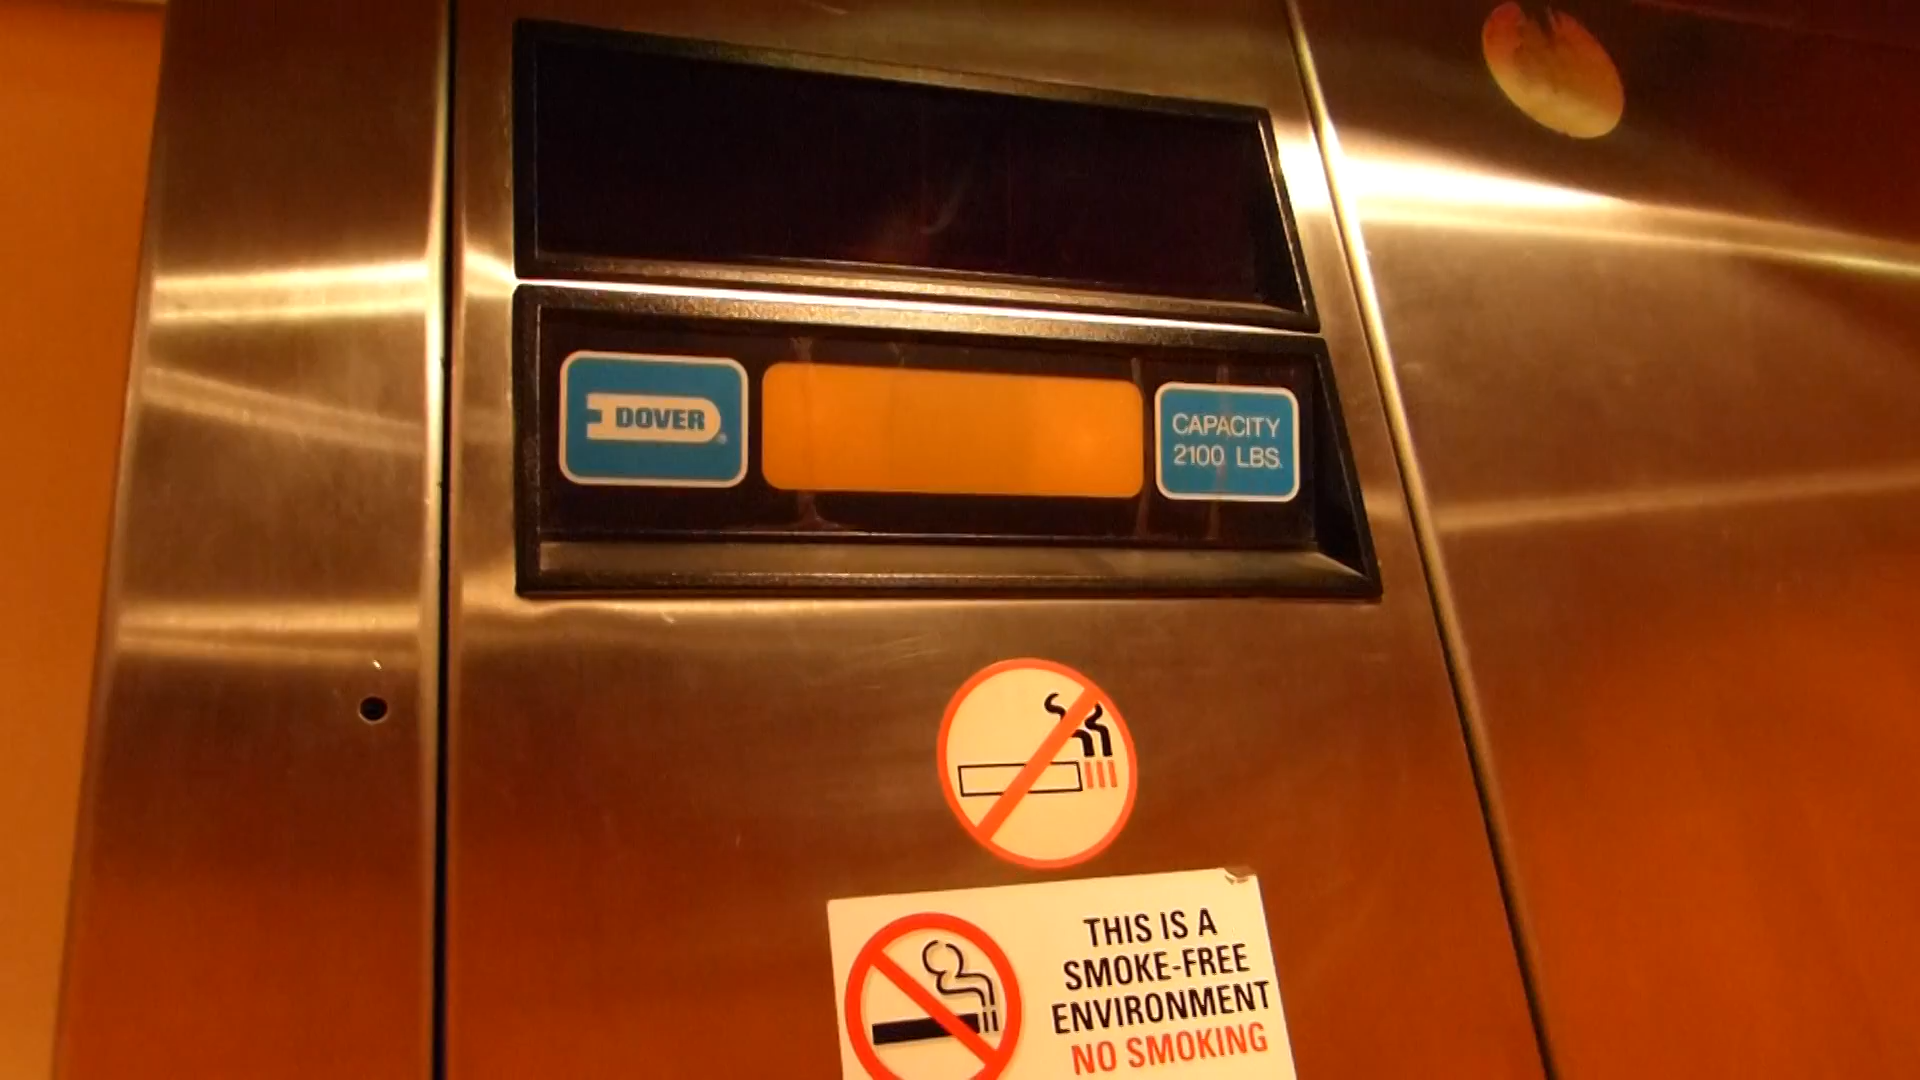 DOVER
CAPACITY
2100 LBS.
THIS IS A
SMOKE-FREE
ENVIRONMENT
NO SMOKING